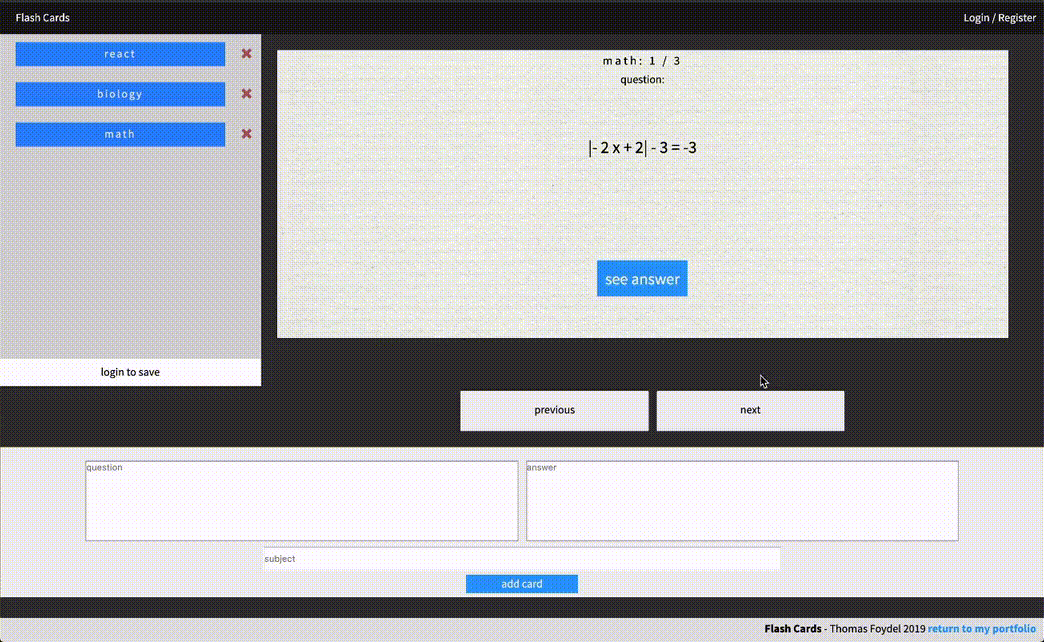 Flash Cards
Login / Register
react
biology
math
login to save
math: 1 / 3
question:
|- 2 x + 2| - 3 = -3
see answer
previous
next
question
answer
subject
add card
Flash Cards - Thomas Foydel 2019 return to my portfolio